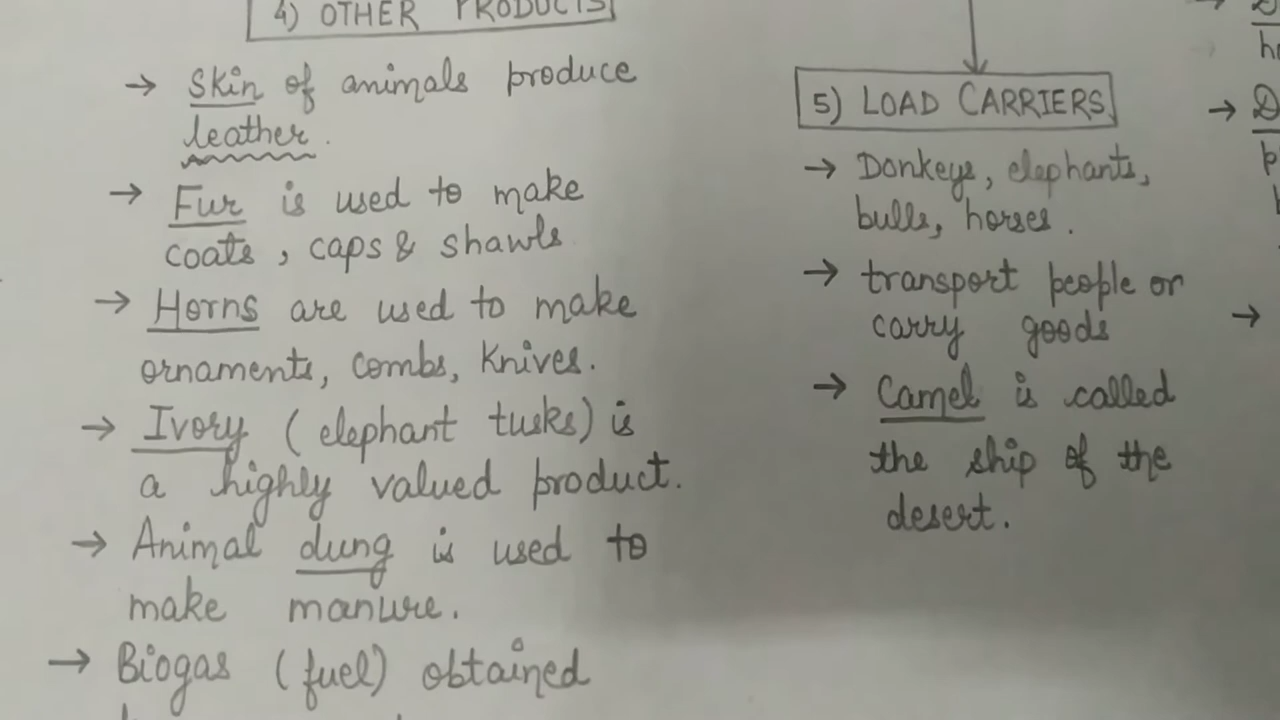 4) OTHER PRODUCTS
→ Skin of animals produce
leather.
→ Fur is used to make
coats, caps & shawls
→ Horns are used to make
ornaments, combs, knives.
→ Ivory (elephant tusks) is
a highly valued product.
→ Animal dung is used to
make manure.
→ Biogas (fuel) obtained
5) LOAD CARRIERS
→ Donkeys, elephants,
bulls, horses.
→ transport people or
carry goods
→ Camel is called
the ship of the
desert.